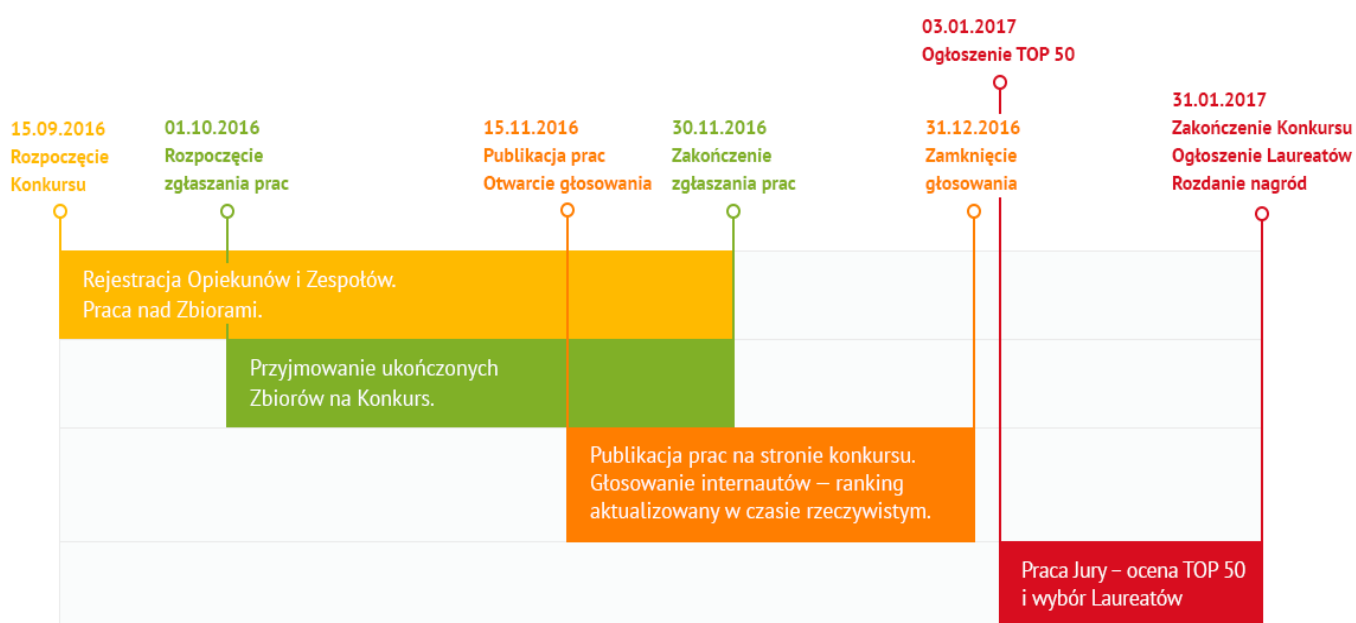 03.01.2017
Ogłoszenie TOP 50
15.09.2016
Rozpoczęcie
Konkursu
01.10.2016
Rozpoczęcie
zgłaszania prac
15.11.2016
Publikacja prac
Otwarcie głosowania
30.11.2016
Zakończenie
zgłaszania prac
31.12.2016
Zamknięcie
głosowania
31.01.2017
Zakończenie Konkursu
Ogłoszenie Laureatów
Rozdanie nagród
Rejestracja Opiekunów i Zespołów.
Praca nad Zbiorami.
Przyjmowanie ukończonych
Zbiorów na Konkurs.
Publikacja prac na stronie konkursu.
Głosowanie internautów — ranking
aktualizowany w czasie rzeczywistym.
Praca Jury – ocena TOP 50
i wybór Laureatów